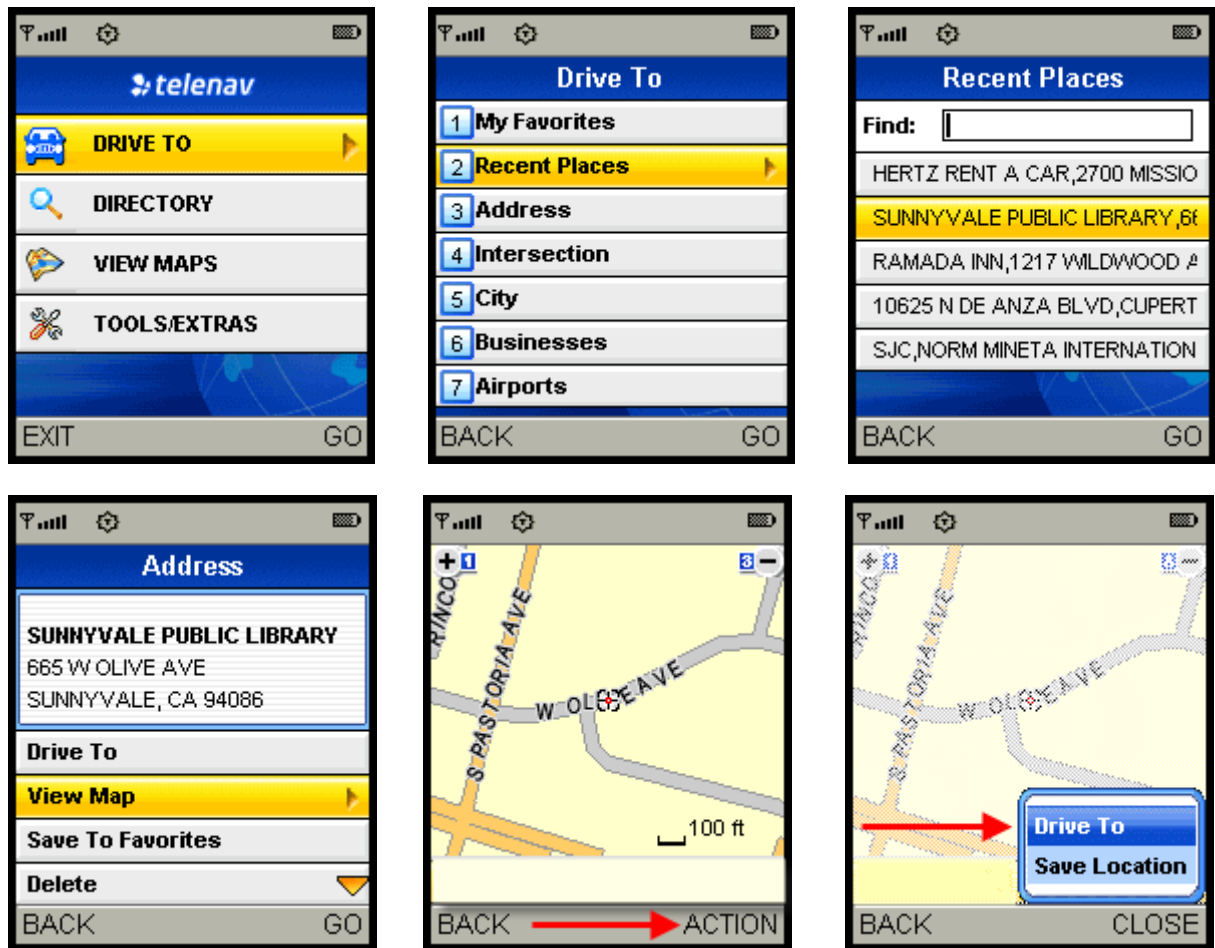 telenav
DRIVE TO
DIRECTORY
VIEW MAPS
TOOLS/EXTRAS
EXIT GO
Drive To
1 My Favorites
2 Recent Places
3 Address
4 Intersection
5 City
6 Businesses
7 Airports
BACK GO
Recent Places
Find:
HERTZ RENT A CAR,2700 MISSIO
SUNNYVALE PUBLIC LIBRARY,66
RAMADA INN,1217 WILDWOOD A
10625 N DE ANZA BLVD,CUPERT
SJC,NORM MINETA INTERNATION
BACK GO
Address
SUNNYVALE PUBLIC LIBRARY
665 W OLIVE AVE
SUNNYVALE, CA 94086
Drive To
View Map
Save To Favorites
Delete
BACK GO
+ 1 3 −
RINCO
S PASTORIA AVE
W OLIVE AVE
100 ft
BACK ACTION
S PASTORIA AVE
W OLIVE AVE
Drive To
Save Location
BACK CLOSE